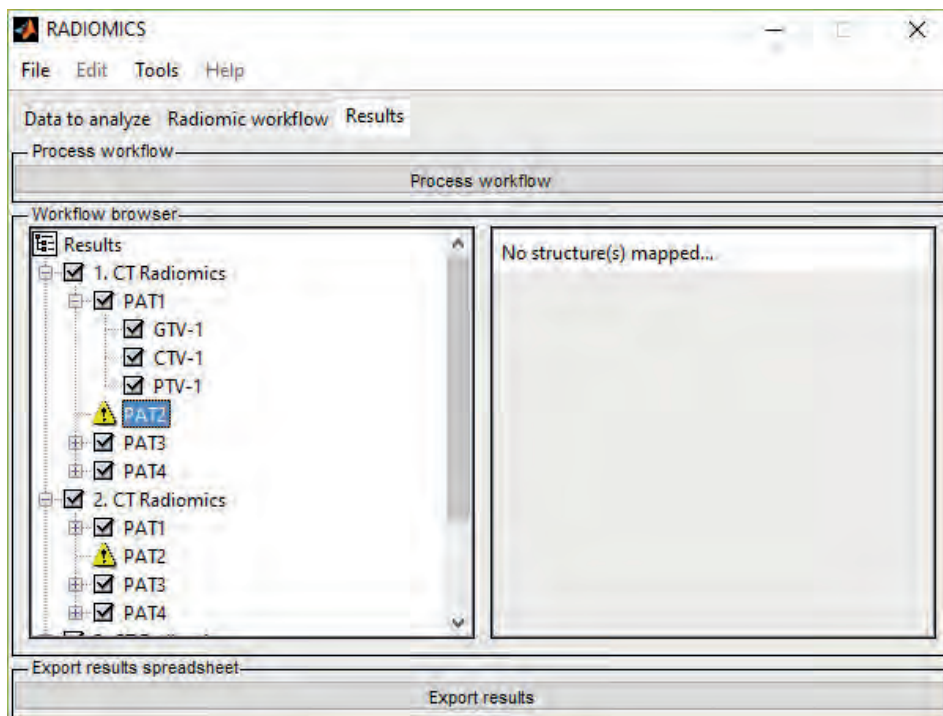 RADIOMICS
File Edit Tools Help
Data to analyze Radiomic workflow Results
Process workflow
Process workflow
Workflow browser
Results
1. CT Radiomics
PAT1
GTV-1
CTV-1
PTV-1
PAT2
PAT3
PAT4
2. CT Radiomics
PAT1
PAT2
PAT3
PAT4
No structure(s) mapped...
Export results spreadsheet
Export results